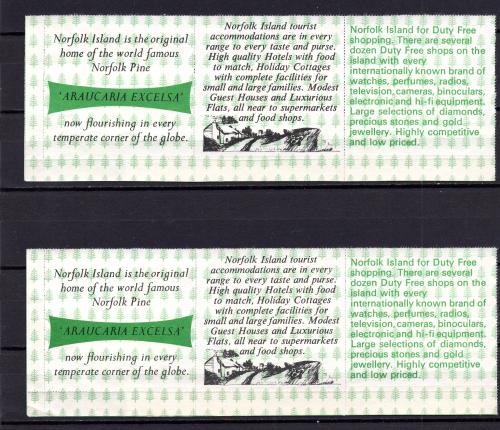 Norfolk Island is the original
home of the world famous
Norfolk Pine
'ARAUCARIA EXCELSA'
now flourishing in every
temperate corner of the globe.
Norfolk Island tourist
accommodations are in every
range to every taste and purse.
High quality Hotels with food
to match, Holiday Cottages
with complete facilities for
small and large families. Modest
Guest Houses and Luxurious
Flats, all near to supermarkets
and food shops.
Norfolk Island for Duty Free
shopping. There are several
dozen Duty Free shops on the
island with every
internationally known brand of
watches, perfumes, radios,
television, cameras, binoculars,
electronic and hi-fi equipment.
Large selections of diamonds,
precious stones and gold
jewellery. Highly competitive
and low priced.
Norfolk Island is the original
home of the world famous
Norfolk Pine
'ARAUCARIA EXCELSA'
now flourishing in every
temperate corner of the globe.
Norfolk Island tourist
accommodations are in every
range to every taste and purse.
High quality Hotels with food
to match, Holiday Cottages
with complete facilities for
small and large families. Modest
Guest Houses and Luxurious
Flats, all near to supermarkets
and food shops.
Norfolk Island for Duty Free
shopping. There are several
dozen Duty Free shops on the
island with every
internationally known brand of
watches, perfumes, radios,
television, cameras, binoculars,
electronic and hi-fi equipment.
Large selections of diamonds,
precious stones and gold
jewellery. Highly competitive
and low priced.